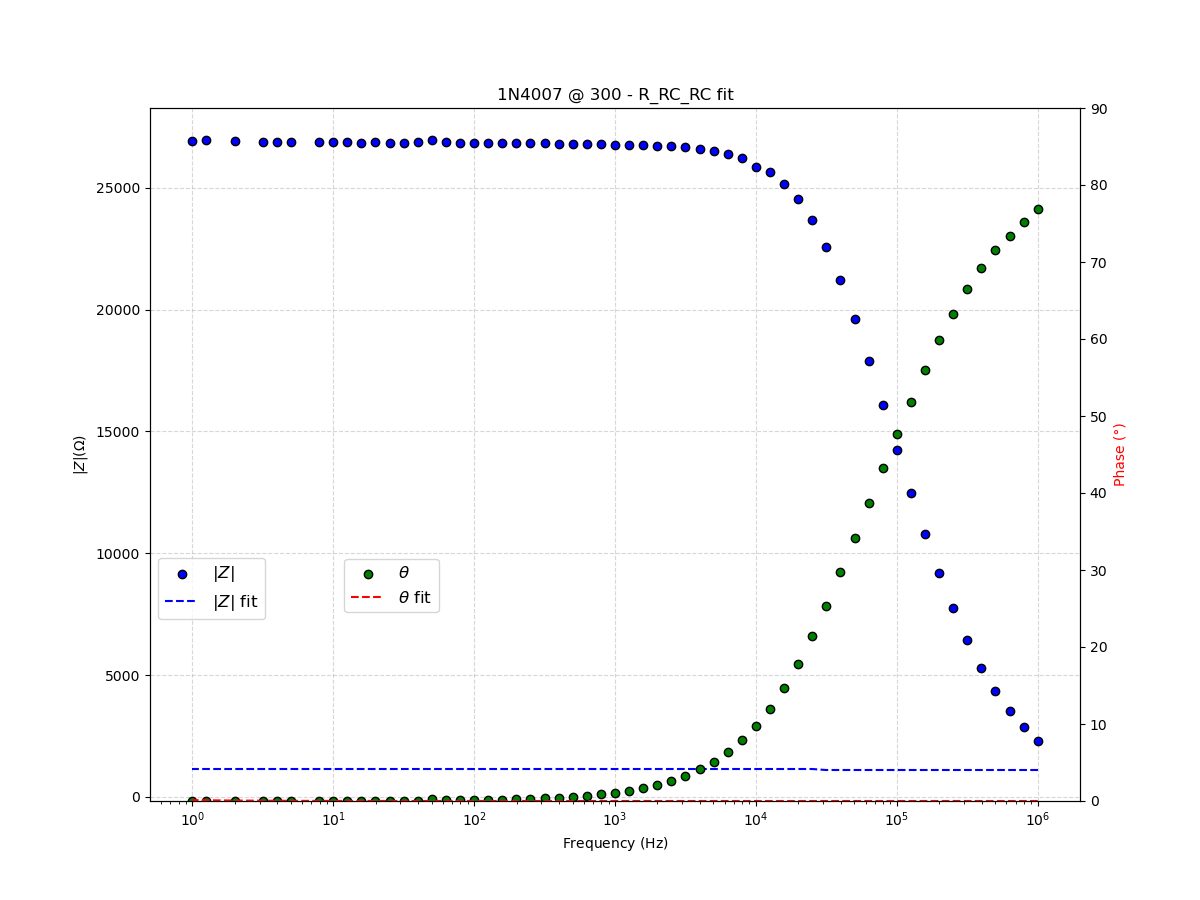 1N4007 @ 300 - R_RC_RC fit
|Z|(Ω)
25000
20000
15000
10000
5000
0
90
80
70
60
50
40
30
20
10
0
Phase (°)
|Z|
|Z| fit
θ
θ fit
10⁰
10¹
10²
10³
10⁴
10⁵
10⁶
Frequency (Hz)